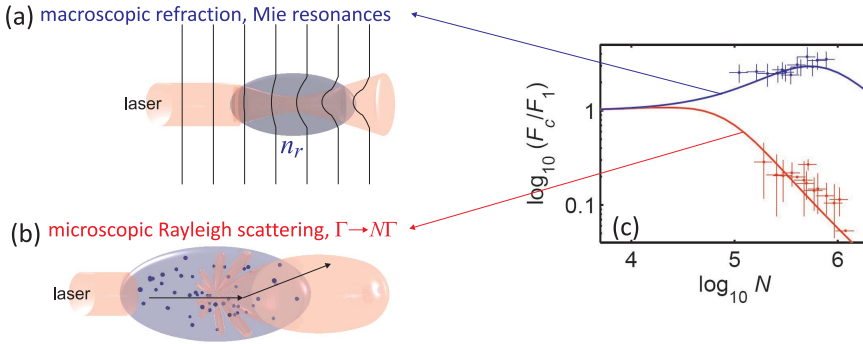 (a) macroscopic refraction, Mie resonances
laser
n_r
(b) microscopic Rayleigh scattering, Γ→NΓ
laser
log₁₀ (F_c/F₁)
1
0.1
(c)
4 5 6
log₁₀ N